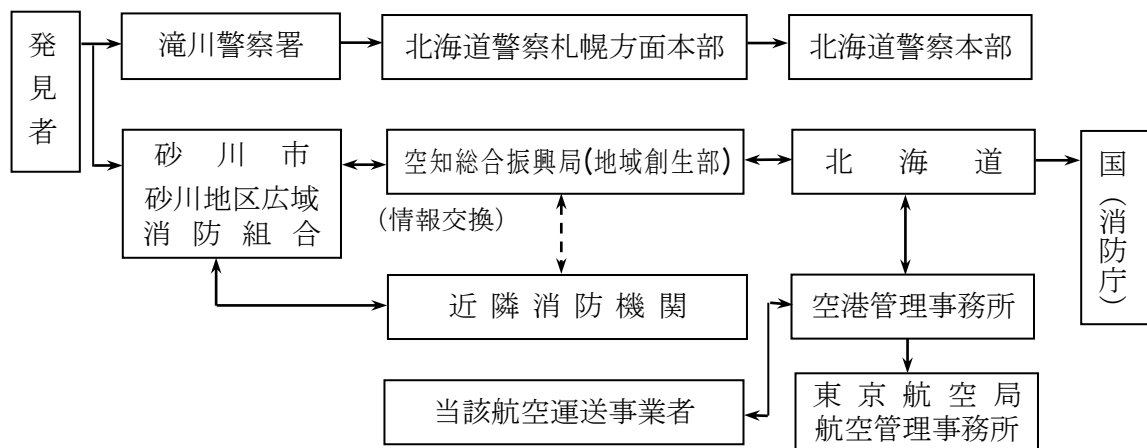 発見者
滝川警察署
北海道警察札幌方面本部
北海道警察本部
砂川市
砂川地区広域
消防組合
空知総合振興局(地域創生部)
北海道
国(消防庁)
(情報交換)
近隣消防機関
空港管理事務所
当該航空運送事業者
東京航空局
航空管理事務所